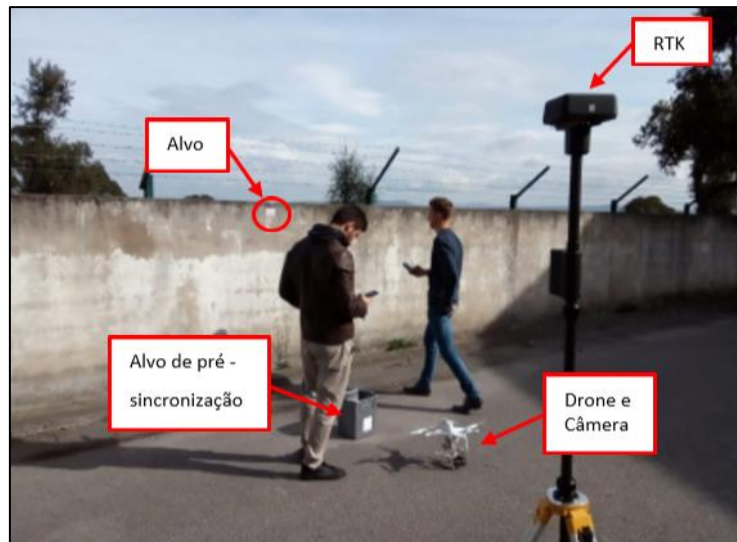 RTK
Alvo
Alvo de pré -
sincronização
Drone e
Câmera